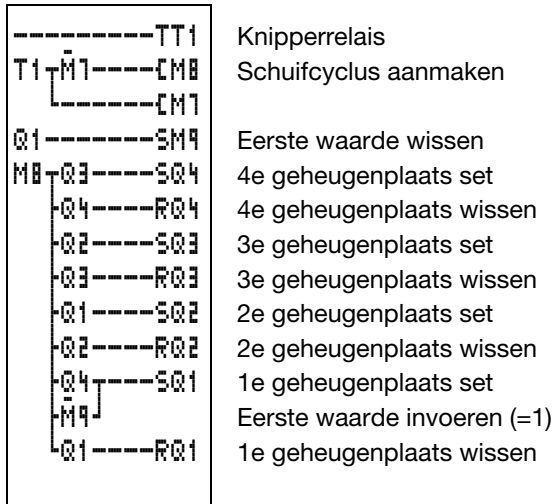 ---------TT1 Knipperrelais
T1┬M̅7----[M8 Schuifcyclus aanmaken
└-------[M7
Q1--------SM9 Eerste waarde wissen
M8┬Q3----SQ4 4e geheugenplaats set
├Q4----RQ4 4e geheugenplaats wissen
├Q2----SQ3 3e geheugenplaats set
├Q3----RQ3 3e geheugenplaats wissen
├Q1----SQ2 2e geheugenplaats set
├Q2----RQ2 2e geheugenplaats wissen
├Q4┬---SQ1 1e geheugenplaats set
├M̅9┘ Eerste waarde invoeren (=1)
└Q1----RQ1 1e geheugenplaats wissen